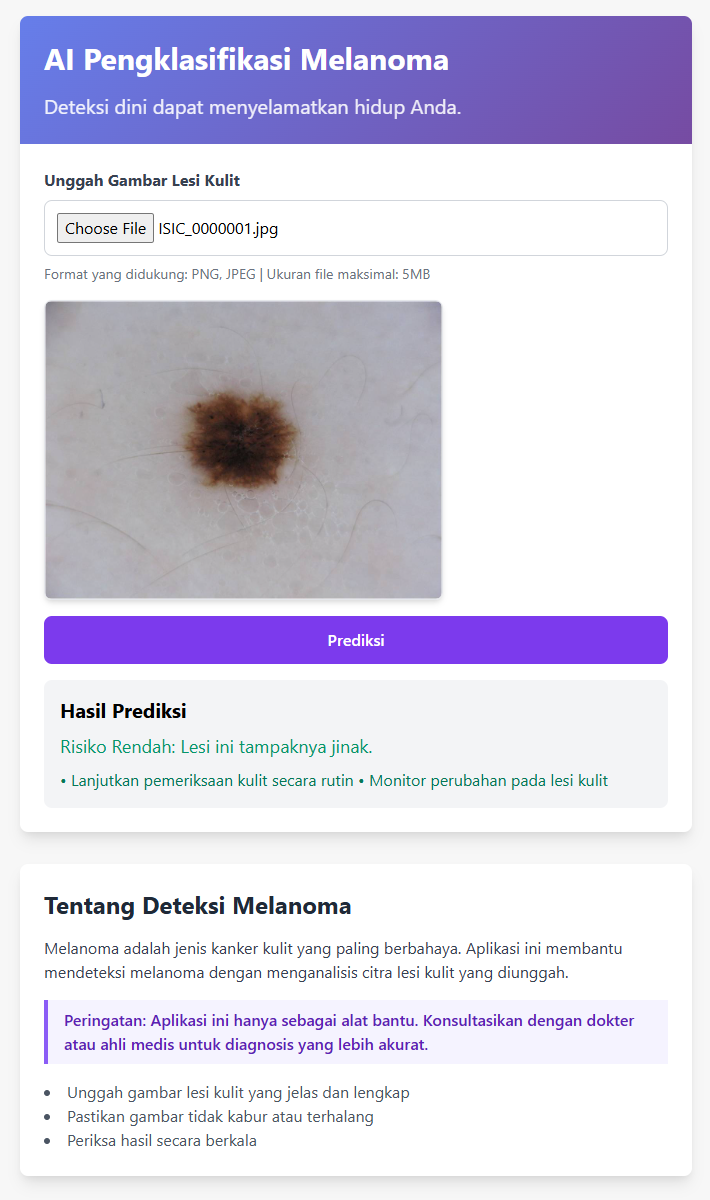 AI Pengklasifikasi Melanoma
Deteksi dini dapat menyelamatkan hidup Anda.
Unggah Gambar Lesi Kulit
Choose File ISIC_0000001.jpg
Format yang didukung: PNG, JPEG | Ukuran file maksimal: 5MB
Prediksi
Hasil Prediksi
Risiko Rendah: Lesi ini tampaknya jinak.
• Lanjutkan pemeriksaan kulit secara rutin • Monitor perubahan pada lesi kulit
Tentang Deteksi Melanoma
Melanoma adalah jenis kanker kulit yang paling berbahaya. Aplikasi ini membantu
mendeteksi melanoma dengan menganalisis citra lesi kulit yang diunggah.
Peringatan: Aplikasi ini hanya sebagai alat bantu. Konsultasikan dengan dokter
atau ahli medis untuk diagnosis yang lebih akurat.
• Unggah gambar lesi kulit yang jelas dan lengkap
• Pastikan gambar tidak kabur atau terhalang
• Periksa hasil secara berkala